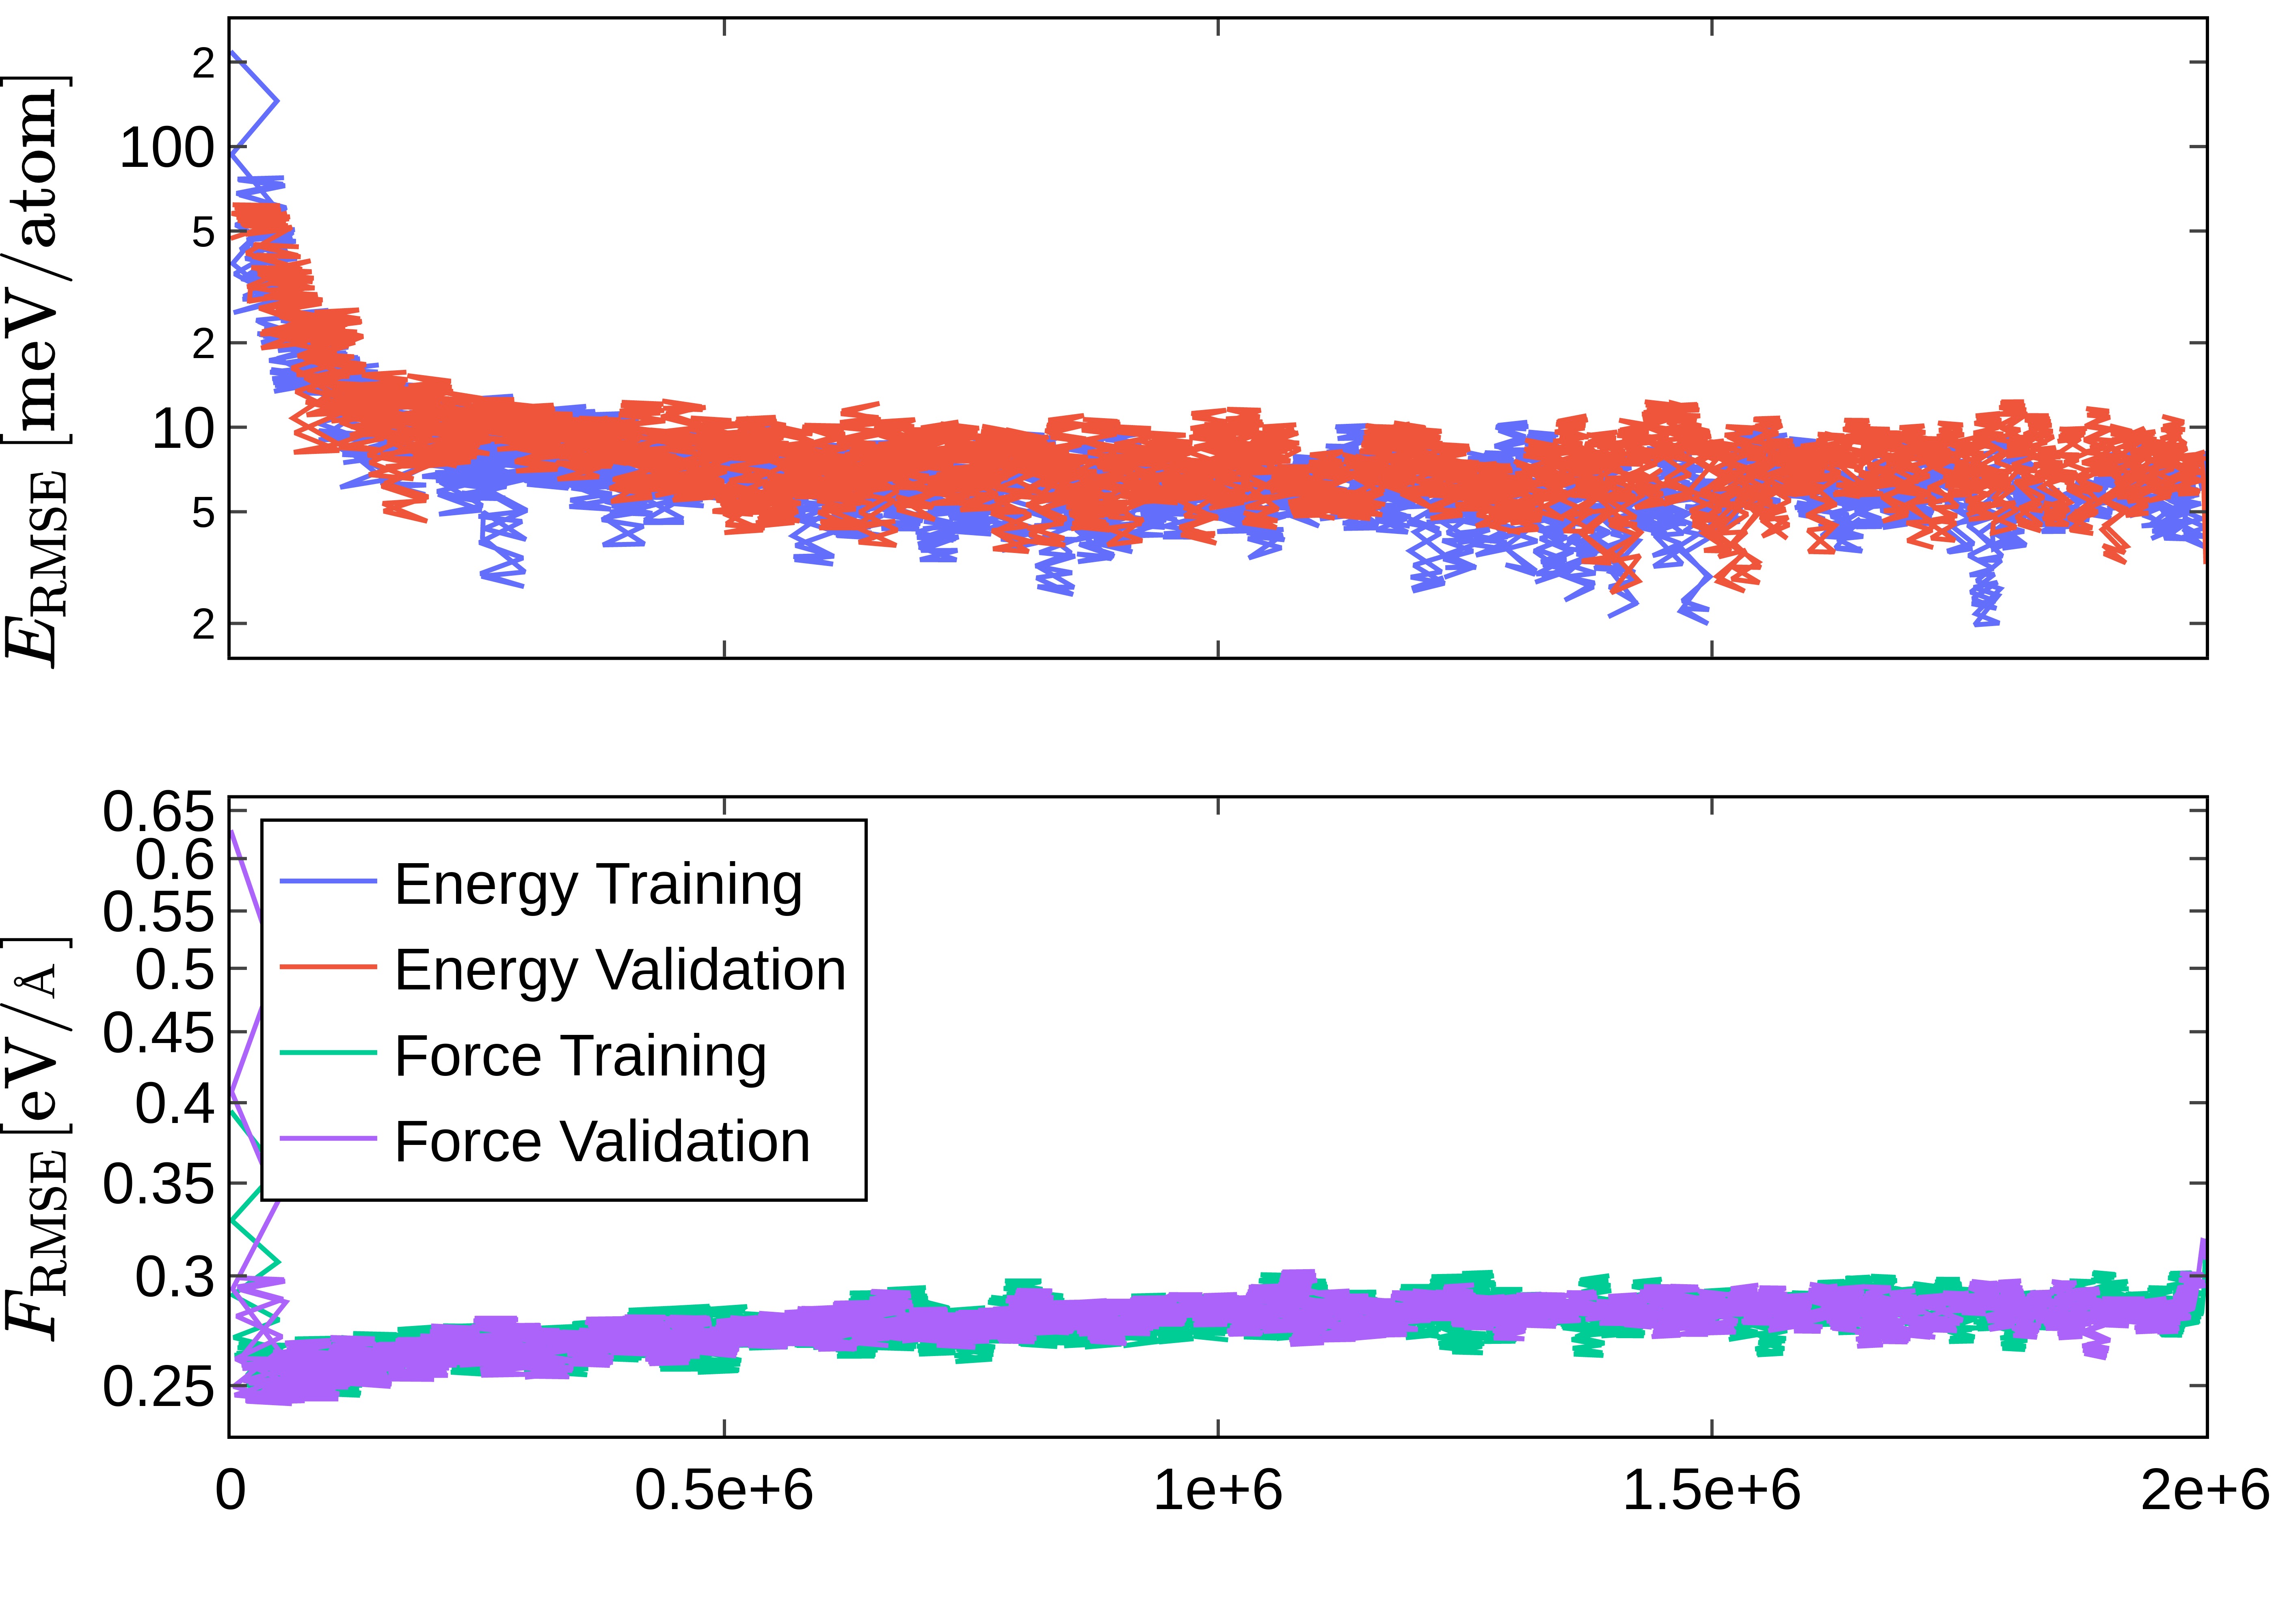 E_RMSE [meV/atom]
2
100
5
2
10
5
2
F_RMSE [eV/Å]
0.65
0.6
0.55
0.5
0.45
0.4
0.35
0.3
0.25
Energy Training
Energy Validation
Force Training
Force Validation
0 0.5e+6 1e+6 1.5e+6 2e+6